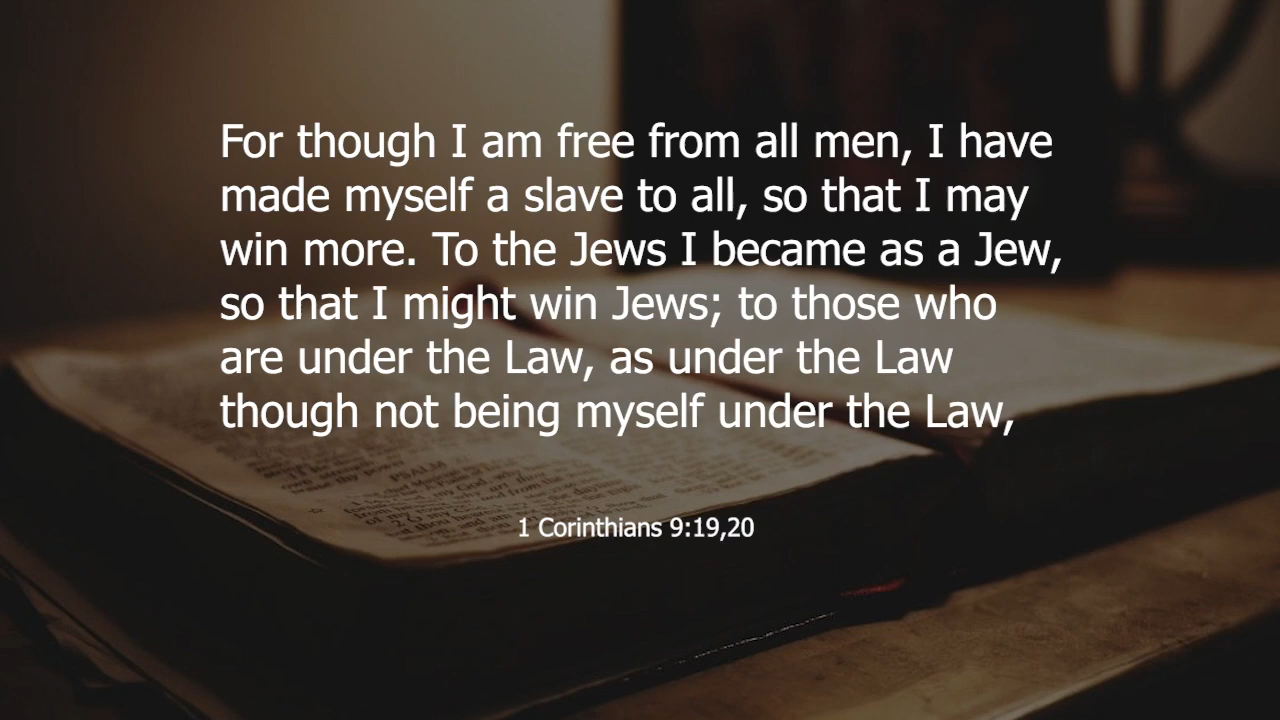 For though I am free from all men, I have
made myself a slave to all, so that I may
win more. To the Jews I became as a Jew,
so that I might win Jews; to those who
are under the Law, as under the Law
though not being myself under the Law,
PSALM
1 Corinthians 9:19,20